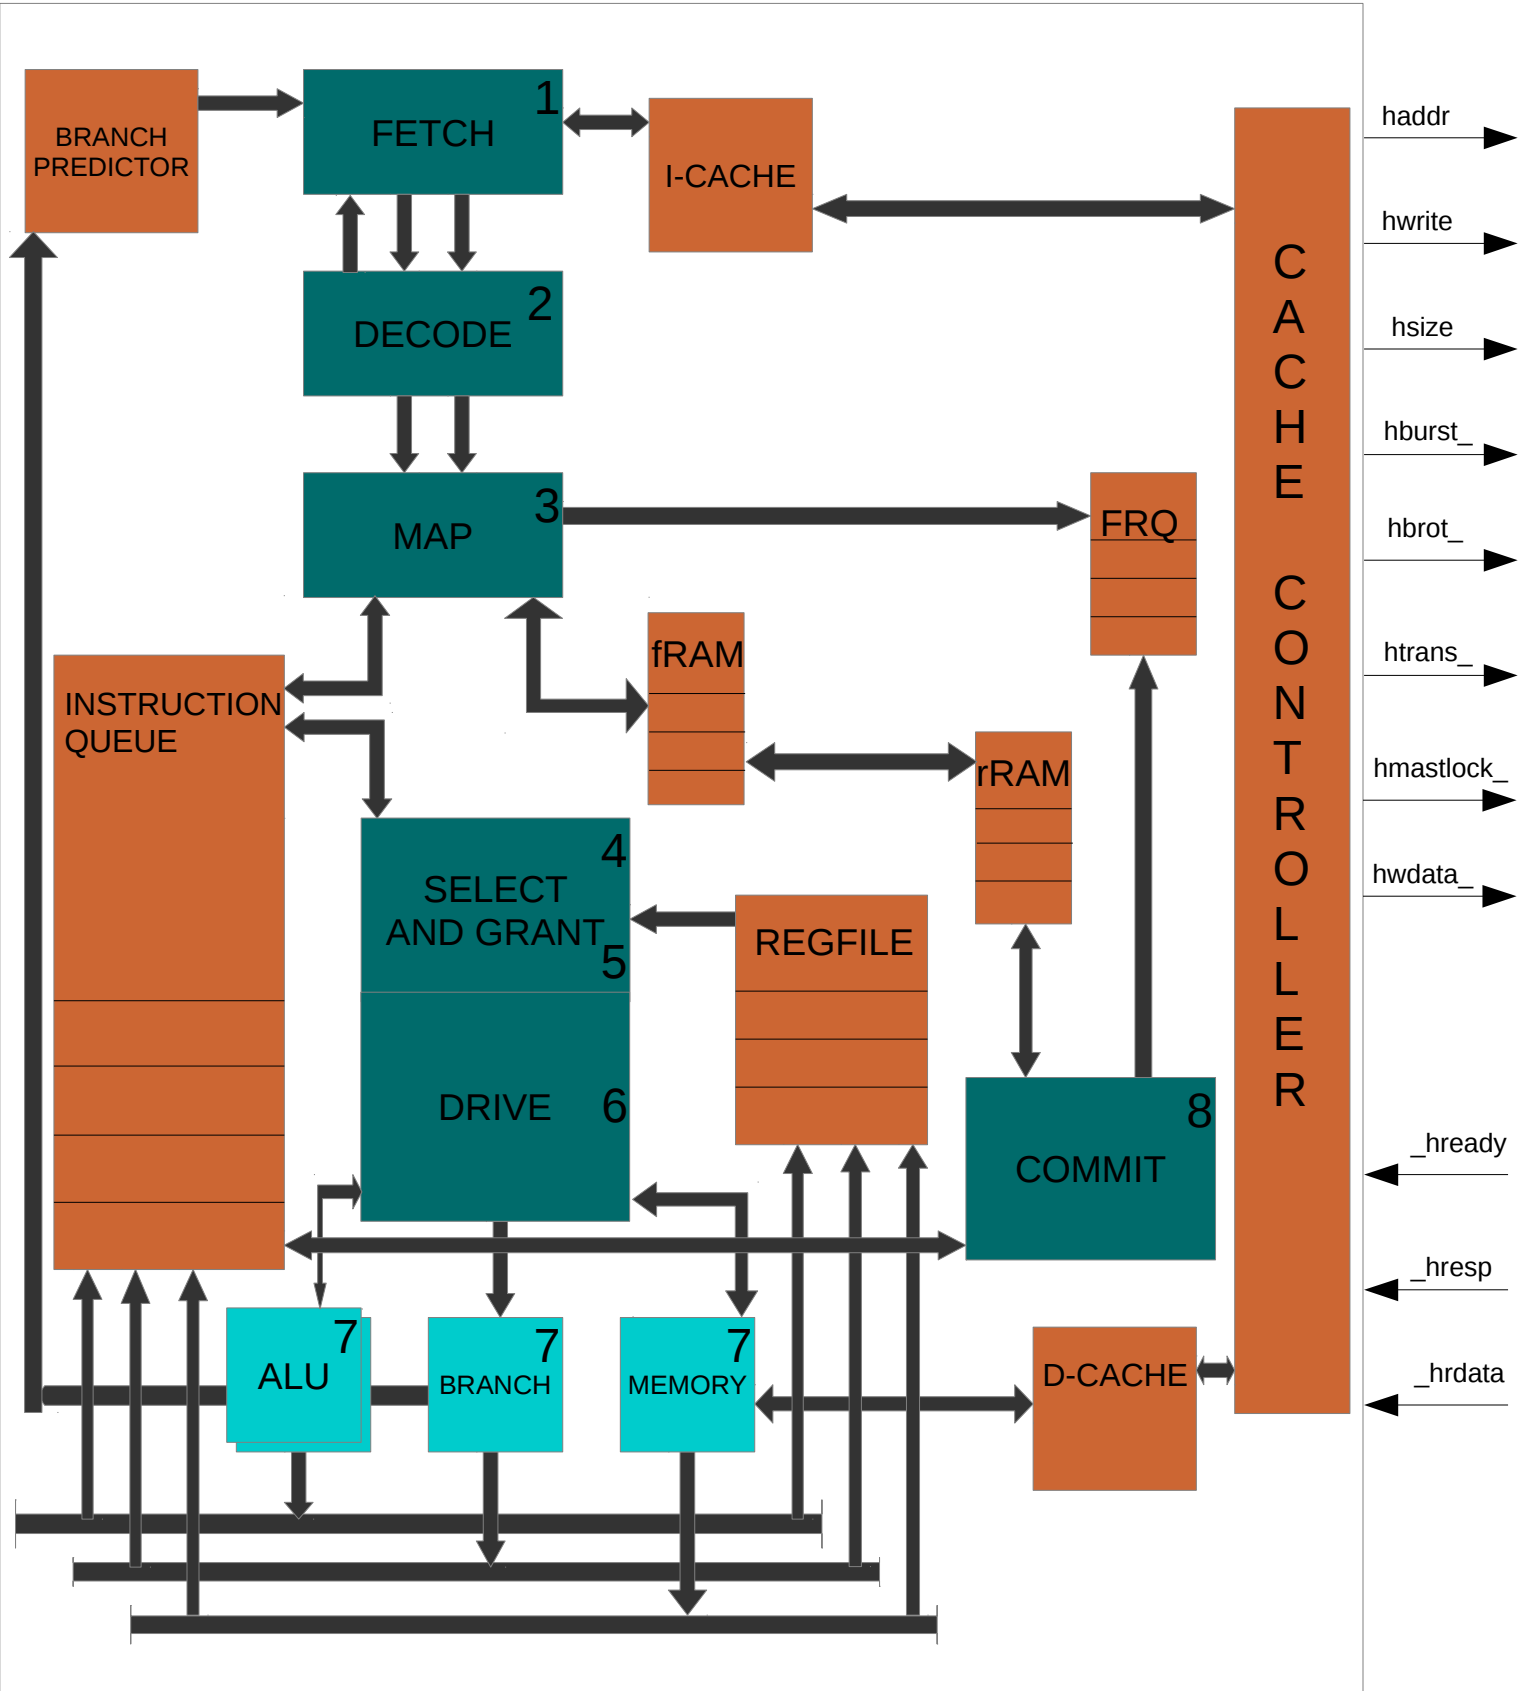 1
FETCH
BRANCH
PREDICTOR
I-CACHE
2
DECODE
3
MAP
FRQ
fRAM
rRAM
INSTRUCTION
QUEUE
4
SELECT
AND GRANT
5
REGFILE
DRIVE
6
8
COMMIT
7
ALU
7
BRANCH
7
MEMORY
D-CACHE
C
A
C
H
E
C
O
N
T
R
O
L
L
E
R
haddr
hwrite
hsize
hburst_
hbrot_
htrans_
hmastlock_
hwdata_
_hready
_hresp
_hrdata